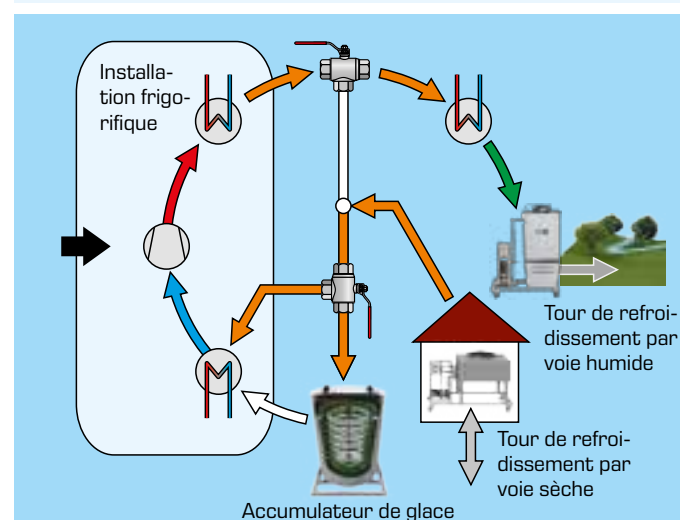 Installa-
tion frigo-
rifique
Tour de refroi-
dissement par
voie humide
Tour de refroi-
dissement par
voie sèche
Accumulateur de glace